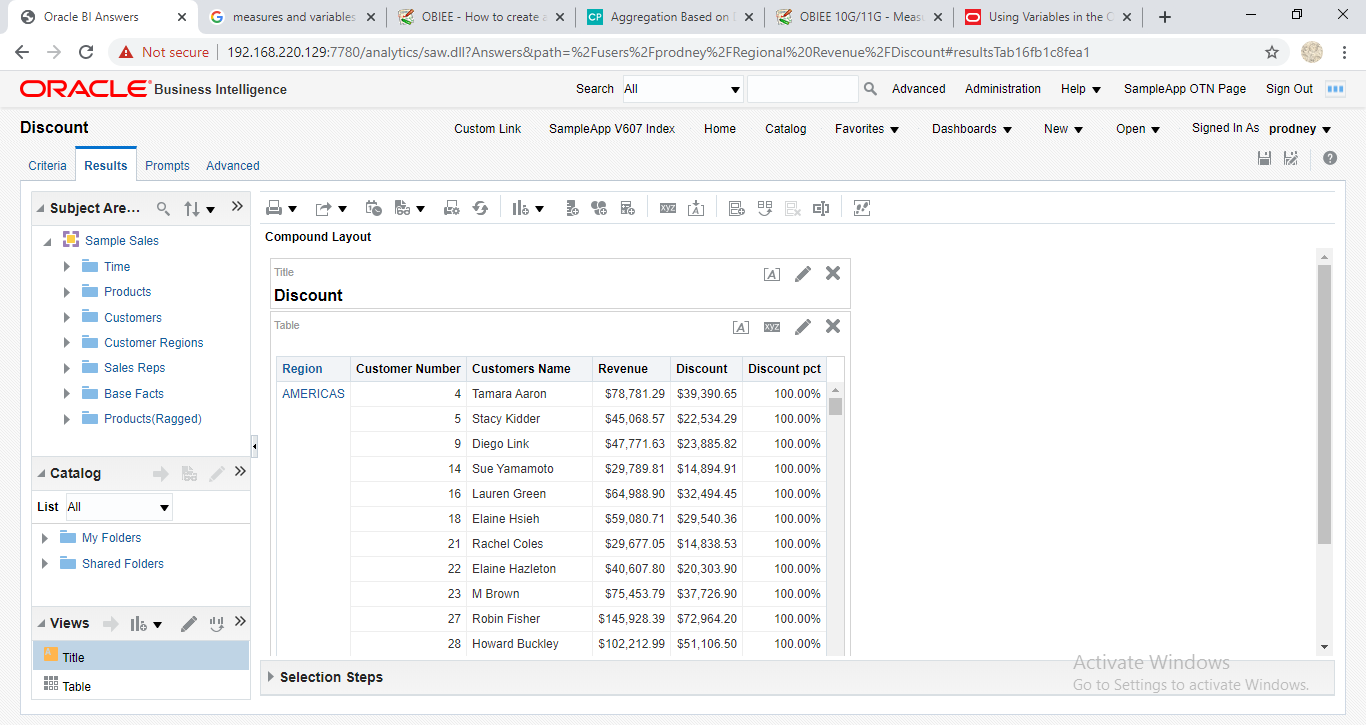 Oracle BI Answers
measures and variables
OBIEE - How to create a
CP Aggregation Based on
OBIEE 10G/11G - Meas
Using Variables in the C
Not secure
192.168.220.129:7780/analytics/saw.dll?Answers&path=%2Fusers%2Fprodney%2FRegional%20Revenue%2FDiscount#resultsTab16fb1c8fea1
ORACLE Business Intelligence
Search All Advanced Administration Help SampleApp OTN Page Sign Out
Discount
Custom Link SampleApp V607 Index Home Catalog Favorites Dashboards New Open Signed In As prodney
Criteria Results Prompts Advanced
Subject Are...
Sample Sales
Time
Products
Customers
Customer Regions
Sales Reps
Base Facts
Products(Ragged)
Catalog
List All
My Folders
Shared Folders
Views
Title
Table
xyz
Compound Layout
Title
Discount
Table
xyz
Region Customer Number Customers Name Revenue Discount Discount pct
AMERICAS 4 Tamara Aaron $78,781.29 $39,390.65 100.00%
5 Stacy Kidder $45,068.57 $22,534.29 100.00%
9 Diego Link $47,771.63 $23,885.82 100.00%
14 Sue Yamamoto $29,789.81 $14,894.91 100.00%
16 Lauren Green $64,988.90 $32,494.45 100.00%
18 Elaine Hsieh $59,080.71 $29,540.36 100.00%
21 Rachel Coles $29,677.05 $14,838.53 100.00%
22 Elaine Hazleton $40,607.80 $20,303.90 100.00%
23 M Brown $75,453.79 $37,726.90 100.00%
27 Robin Fisher $145,928.39 $72,964.20 100.00%
28 Howard Buckley $102,212.99 $51,106.50 100.00%
Selection Steps
Activate Windows
Go to Settings to activate Windows.